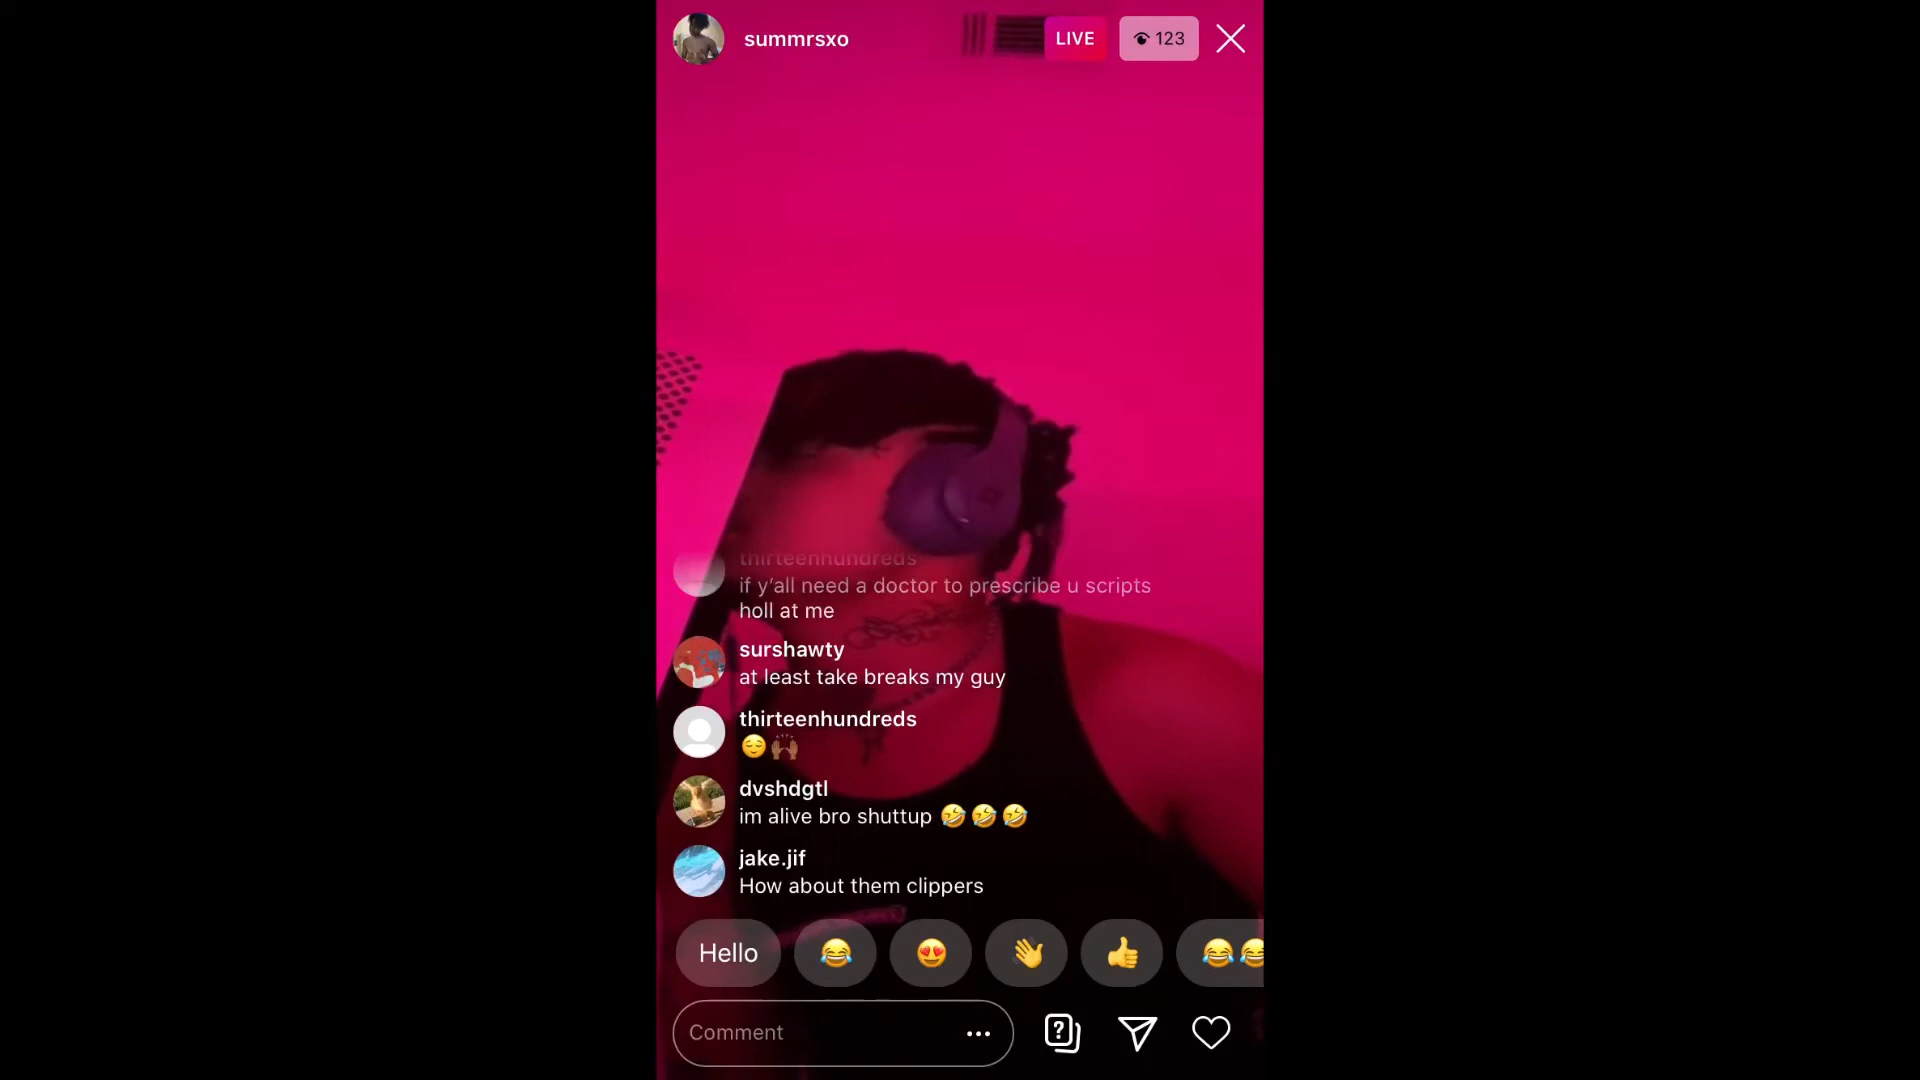 summrsxo
LIVE
123
thirteenhundreds
if y'all need a doctor to prescribe u scripts
holl at me
surshawty
at least take breaks my guy
thirteenhundreds
😌🙌🏾
dvshdgtl
im alive bro shuttup 🤣🤣🤣
jake.jif
How about them clippers
Hello
Comment